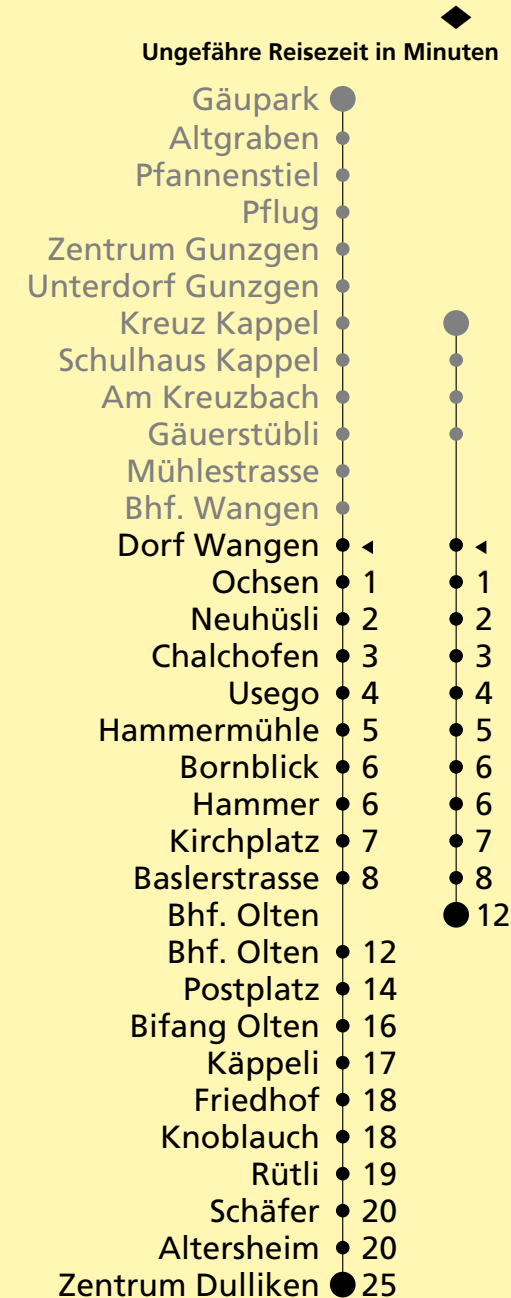 Ungefähre Reisezeit in Minuten
Gäupark
Altgraben
Pfannenstiel
Pflug
Zentrum Gunzgen
Unterdorf Gunzgen
Kreuz Kappel
Schulhaus Kappel
Am Kreuzbach
Gäuerstübli
Mühlestrasse
Bhf. Wangen
Dorf Wangen
Ochsen 1 1
Neuhüsli 2 2
Chalchofen 3 3
Usego 4 4
Hammermühle 5 5
Bornblick 6 6
Hammer 6 6
Kirchplatz 7 7
Baslerstrasse 8 8
Bhf. Olten 12
Bhf. Olten 12
Postplatz 14
Bifang Olten 16
Käppeli 17
Friedhof 18
Knoblauch 18
Rütli 19
Schäfer 20
Altersheim 20
Zentrum Dulliken 25